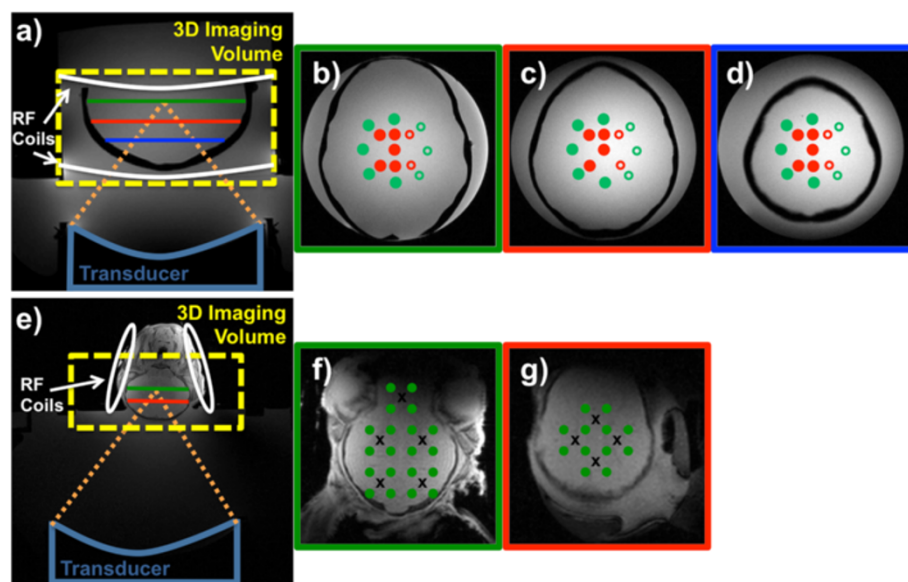 a)
3D Imaging
Volume
RF
Coils
Transducer
b)
c)
d)
e)
3D Imaging
Volume
RF
Coils
Transducer
f)
x
x x
x x
g)
x x
x